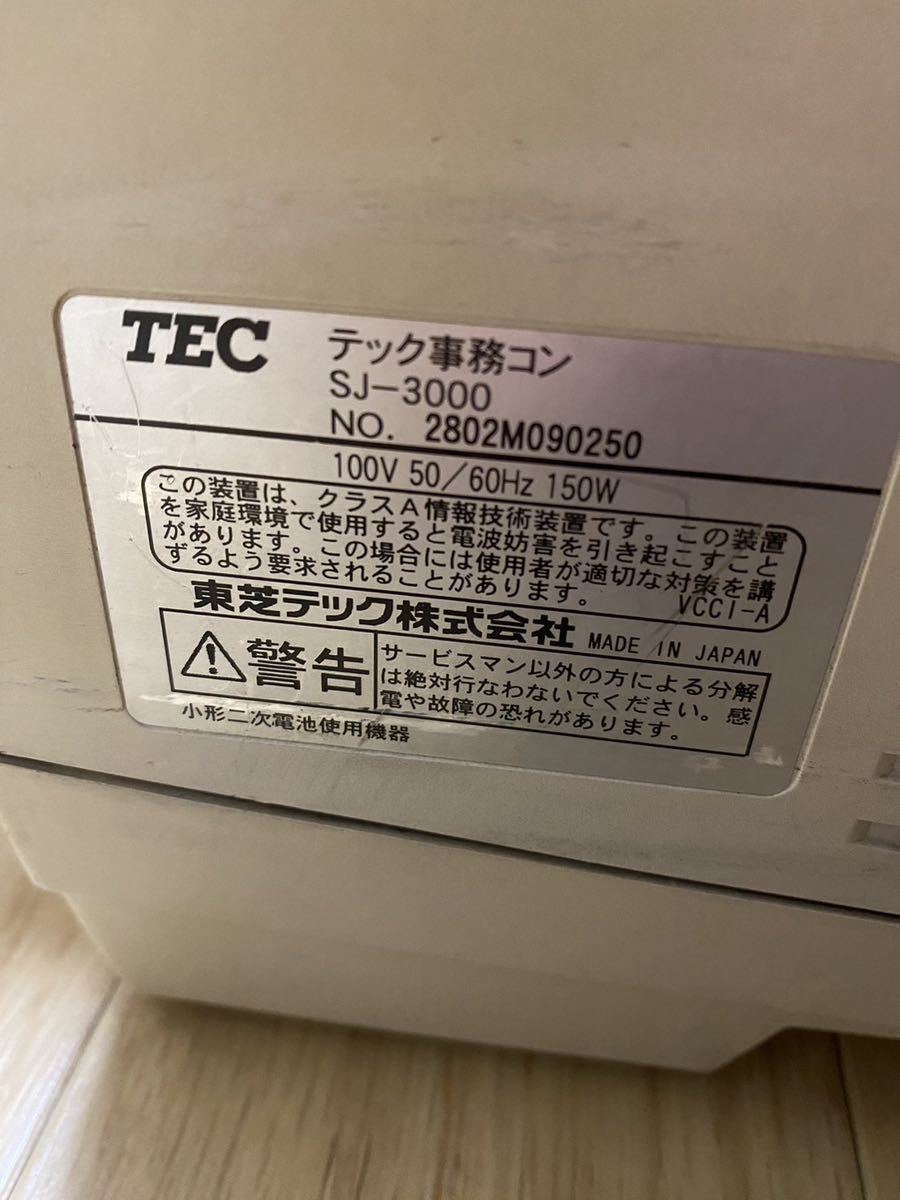 TEC テック事務コン
SJ-3000
NO. 2802M090250
100V 50/60Hz 150W
この装置は、クラスA情報技術装置です。この装置
を家庭環境で使用すると電波妨害を引き起こすこと
があります。この場合には使用者が適切な対策を講
ずるよう要求されることがあります。 VCCI-A
東芝テック株式会社 MADE IN JAPAN
警告
サービスマン以外の方による分解
は絶対行なわないでください。感
電や故障の恐れがあります。
小形二次電池使用機器